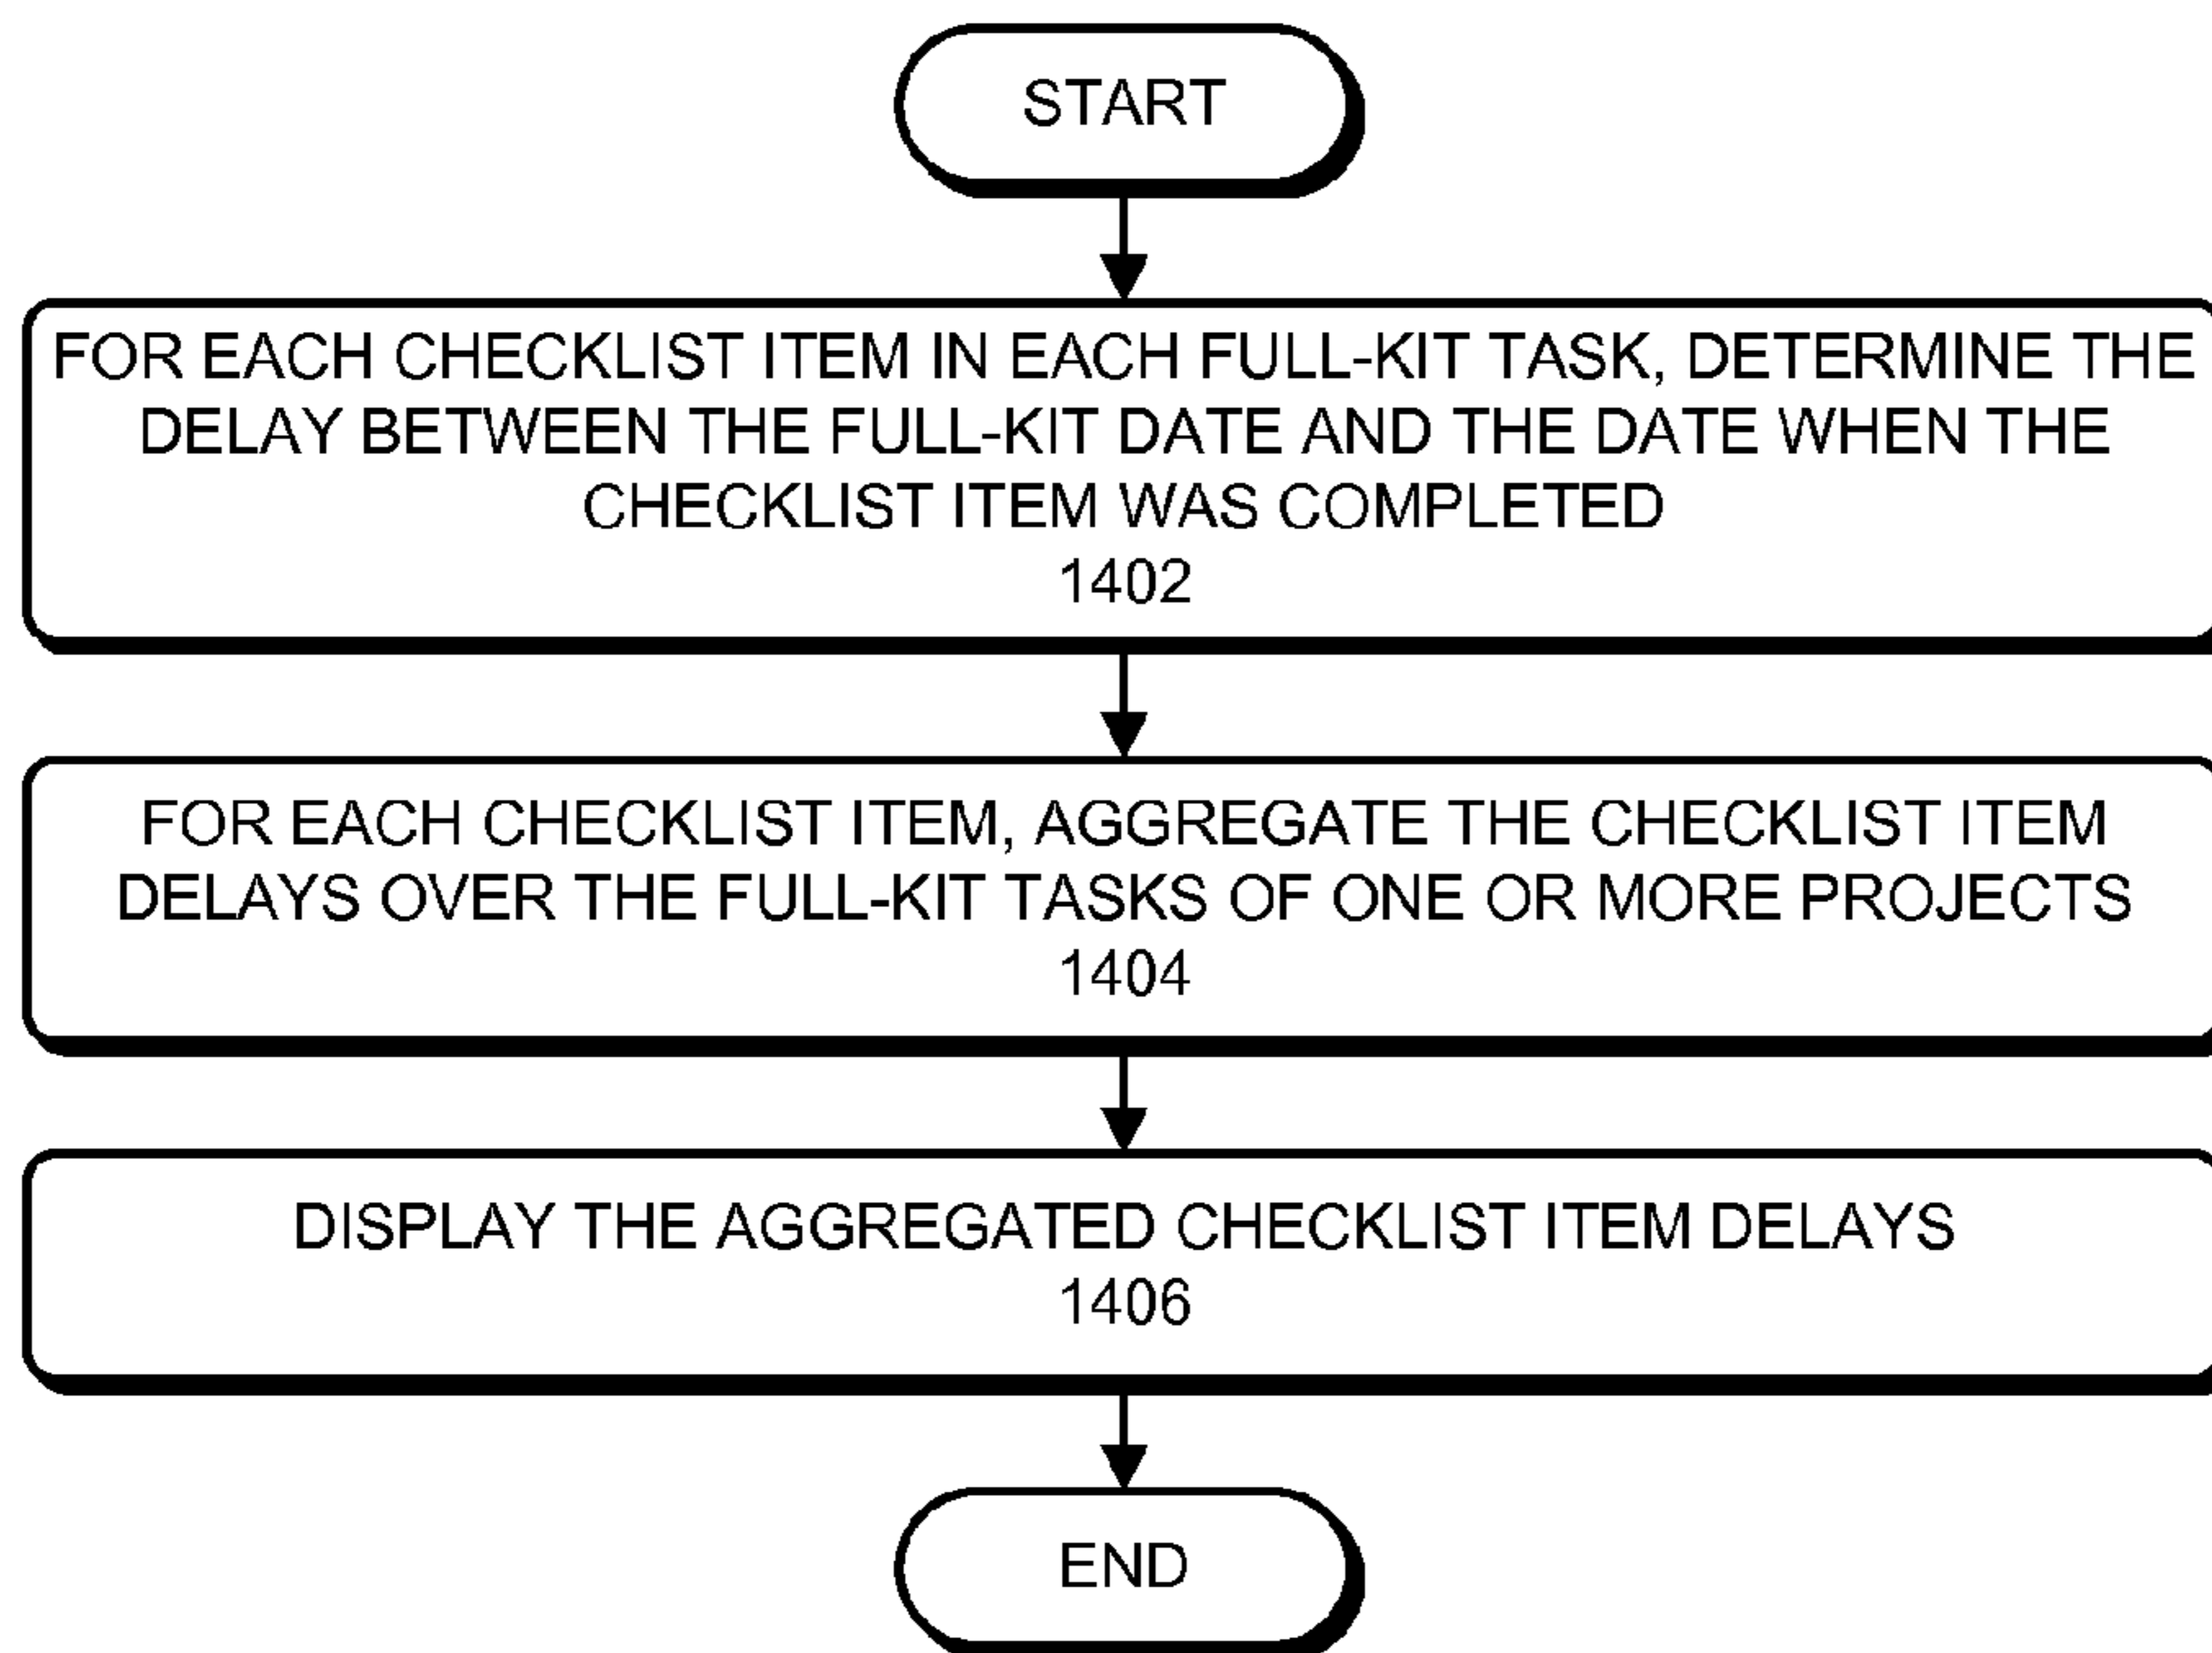 START
FOR EACH CHECKLIST ITEM IN EACH FULL-KIT TASK, DETERMINE THE
DELAY BETWEEN THE FULL-KIT DATE AND THE DATE WHEN THE
CHECKLIST ITEM WAS COMPLETED
1402
FOR EACH CHECKLIST ITEM, AGGREGATE THE CHECKLIST ITEM
DELAYS OVER THE FULL-KIT TASKS OF ONE OR MORE PROJECTS
1404
DISPLAY THE AGGREGATED CHECKLIST ITEM DELAYS
1406
END